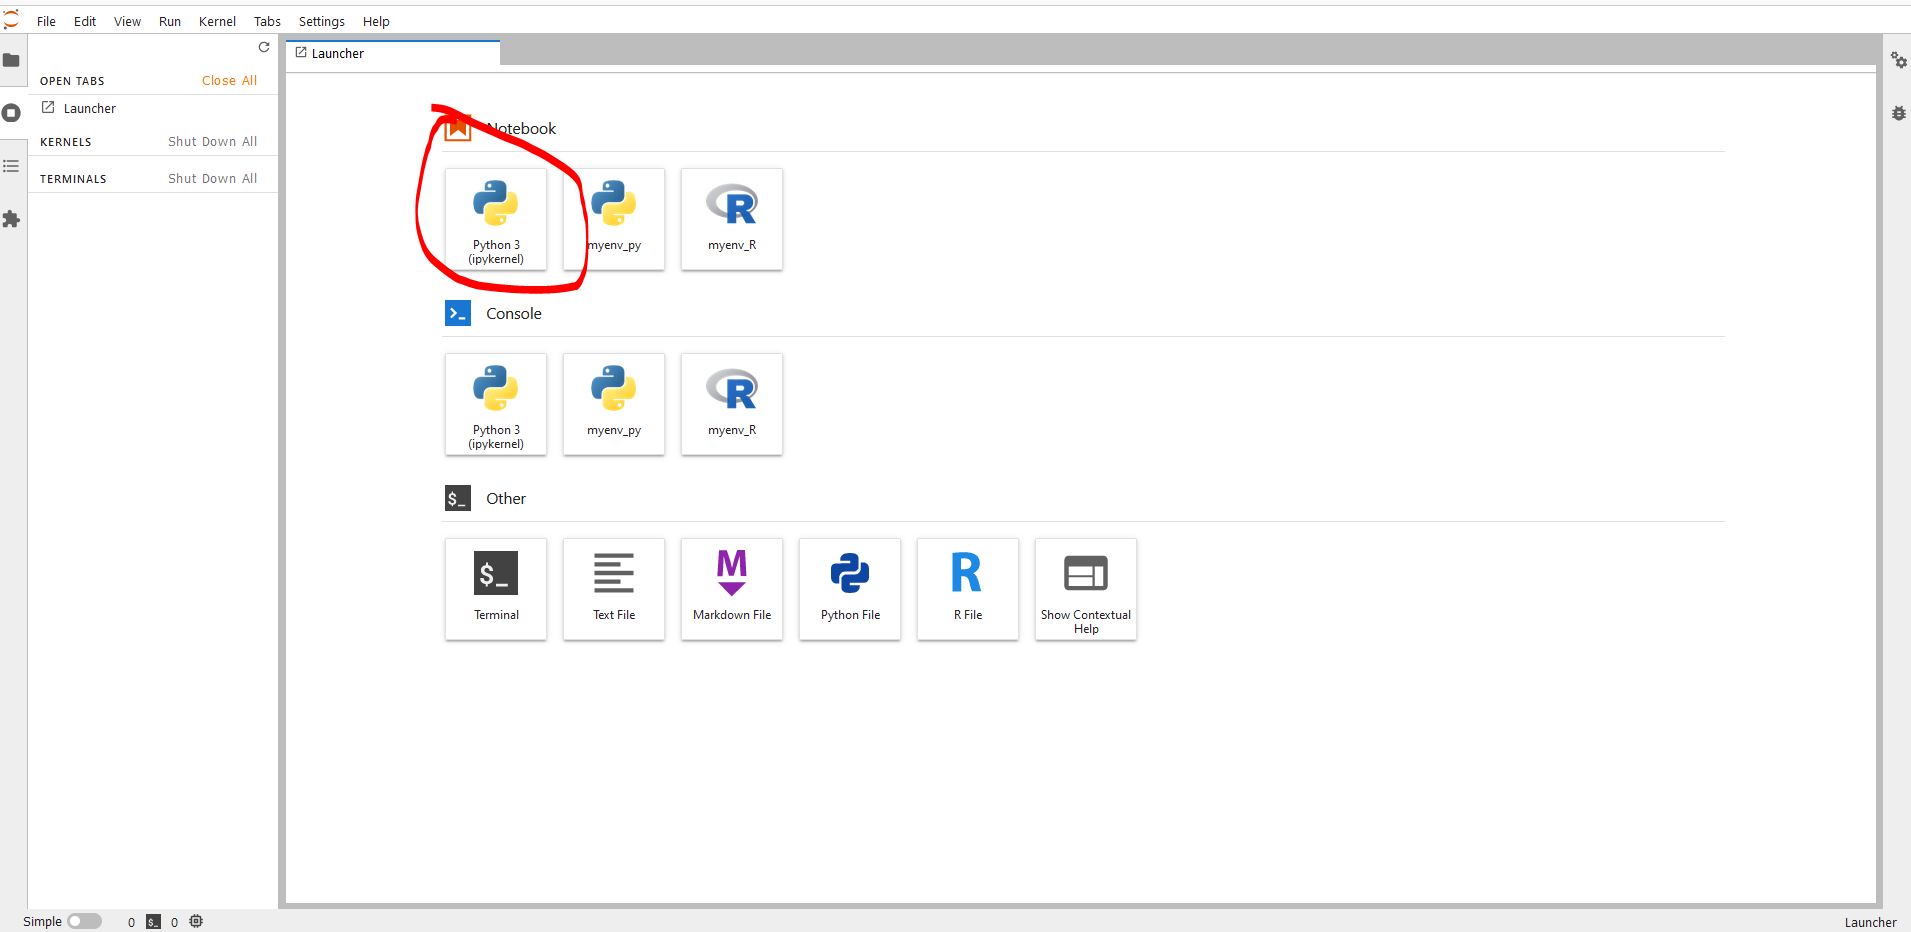 File Edit View Run Kernel Tabs Settings Help
OPEN TABS Close All
Launcher
KERNELS Shut Down All
TERMINALS Shut Down All
Launcher
Notebook
Python 3
(ipykernel)
myenv_py
myenv_R
Console
Python 3
(ipykernel)
myenv_py
myenv_R
$_ Other
$_
Terminal
Text File
M
Markdown File
Python File
R
R File
Show Contextual
Help
Simple 0 $_ 0
Launcher